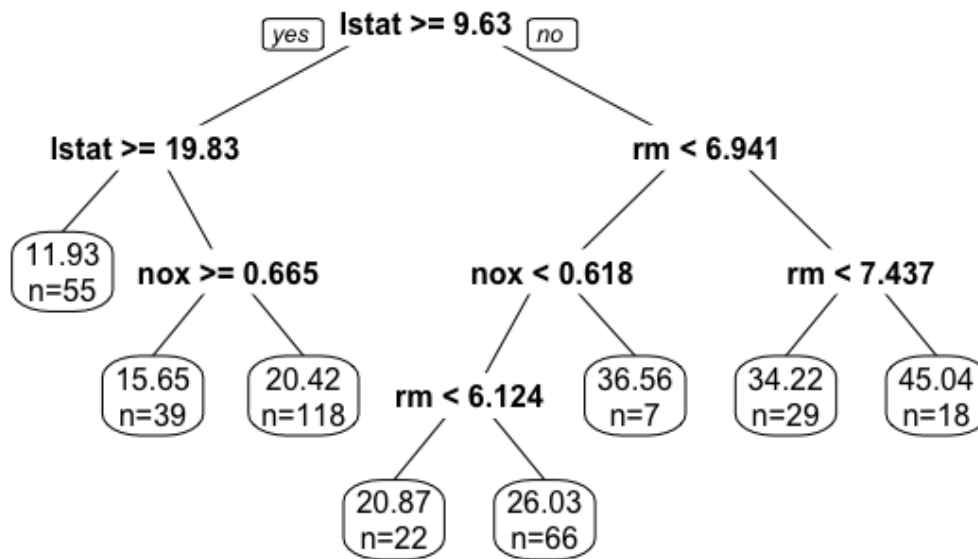 yes lstat >= 9.63 no
lstat >= 19.83 rm < 6.941
11.93
n=55
nox >= 0.665 nox < 0.618 rm < 7.437
15.65 20.42 36.56 34.22 45.04
n=39 n=118 n=7 n=29 n=18
rm < 6.124
20.87 26.03
n=22 n=66